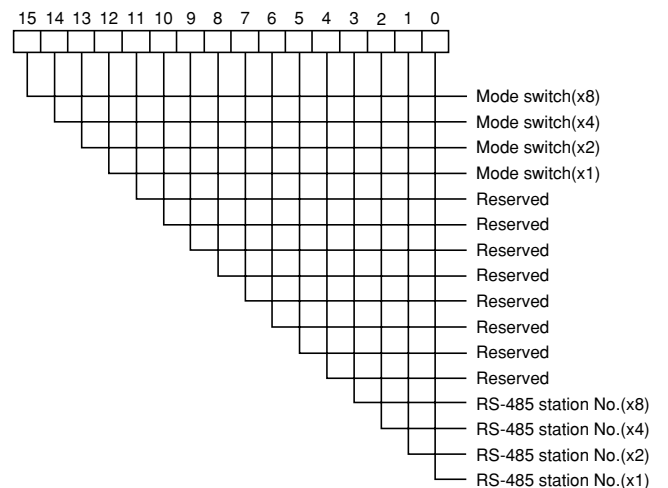 15 14 13 12 11 10 9 8 7 6 5 4 3 2 1 0
Mode switch(x8)
Mode switch(x4)
Mode switch(x2)
Mode switch(x1)
Reserved
Reserved
Reserved
Reserved
Reserved
Reserved
Reserved
Reserved
RS-485 station No.(x8)
RS-485 station No.(x4)
RS-485 station No.(x2)
RS-485 station No.(x1)